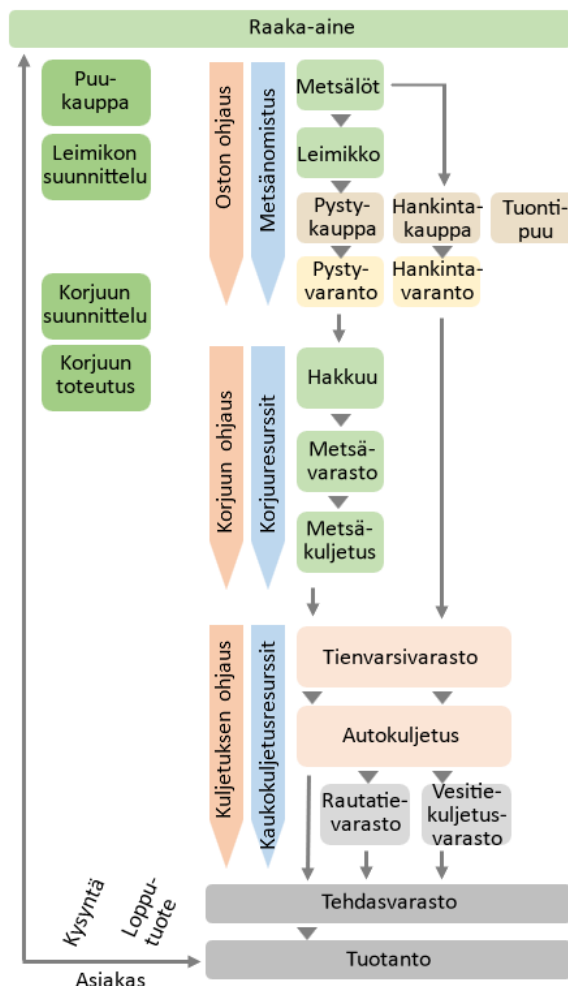 Raaka-aine
Puu-
kauppa
Leimikon
suunnittelu
Korjuun
suunnittelu
Korjuun
toteutus
Oston ohjaus
Metsänomistus
Metsälöt
Leimikko
Pysty-
kauppa
Hankinta-
kauppa
Tuonti-
puu
Pysty-
varanto
Hankinta-
varanto
Korjuun ohjaus
Korjuuresurssit
Hakkuu
Metsä-
varasto
Metsä-
kuljetus
Kuljetuksen ohjaus
Kaukokuljetusresurssit
Tienvarsivarasto
Autokuljetus
Rautatie-
varasto
Vesitie-
kuljetus-
varasto
Kysyntä
Loppu-
tuote
Tehdasvarasto
Tuotanto
Asiakas